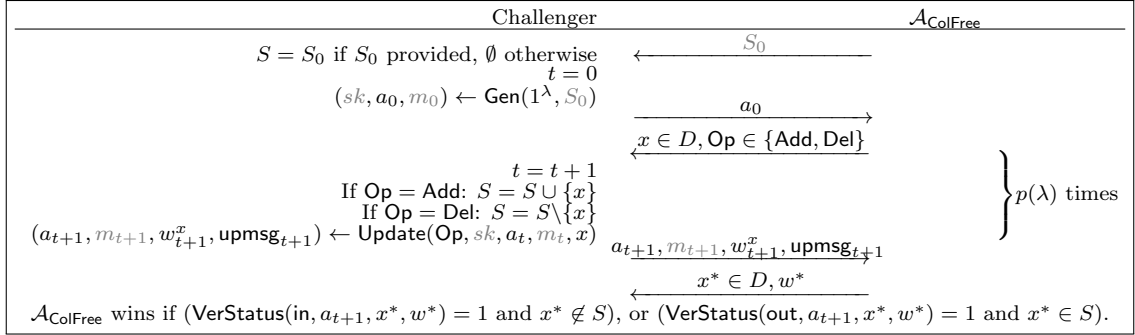 Challenger 𝒜_ColFree
S = S_0 if S_0 provided, ∅ otherwise S_0
t = 0
(sk, a_0, m_0) ← Gen(1^λ, S_0)
a_0
x ∈ D, Op ∈ {Add, Del}
t = t + 1
If Op = Add: S = S ∪ {x}
p(λ) times
If Op = Del: S = S\{x}
(a_{t+1}, m_{t+1}, w^x_{t+1}, upmsg_{t+1}) ← Update(Op, sk, a_t, m_t, x)
a_{t+1}, m_{t+1}, w^x_{t+1}, upmsg_{t+1}
x* ∈ D, w*
𝒜_ColFree wins if (VerStatus(in, a_{t+1}, x*, w*) = 1 and x* ∉ S), or (VerStatus(out, a_{t+1}, x*, w*) = 1 and x* ∈ S).